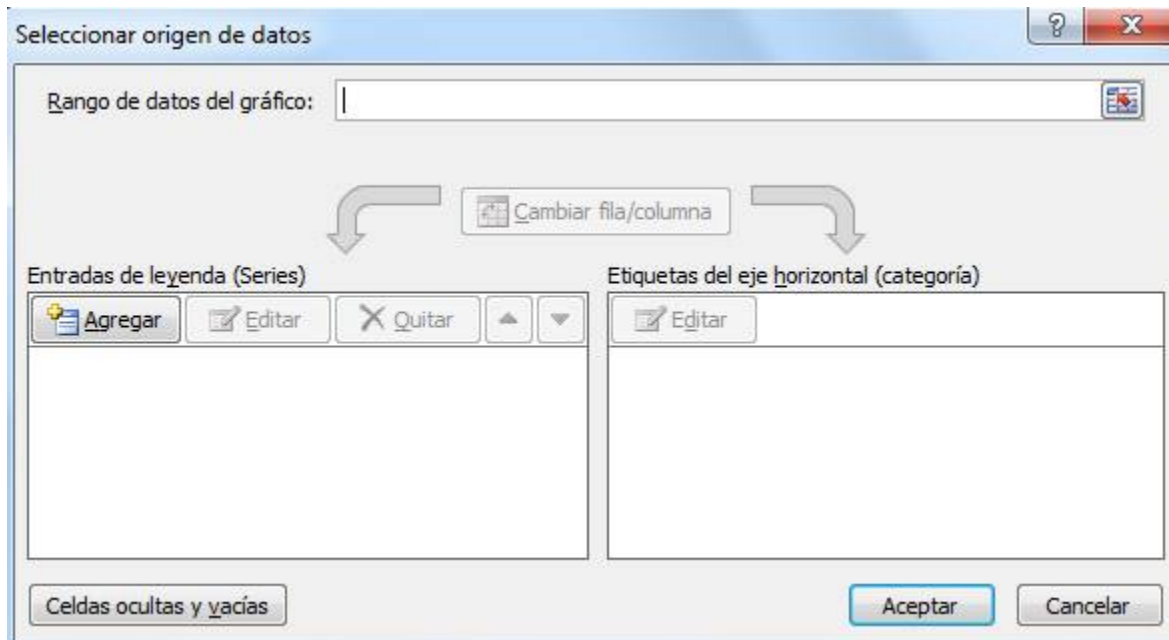 Seleccionar origen de datos
Rango de datos del gráfico:
Cambiar fila/columna
Entradas de leyenda (Series)
Etiquetas del eje horizontal (categoría)
Agregar Editar Quitar
Editar
Celdas ocultas y vacías
Aceptar Cancelar